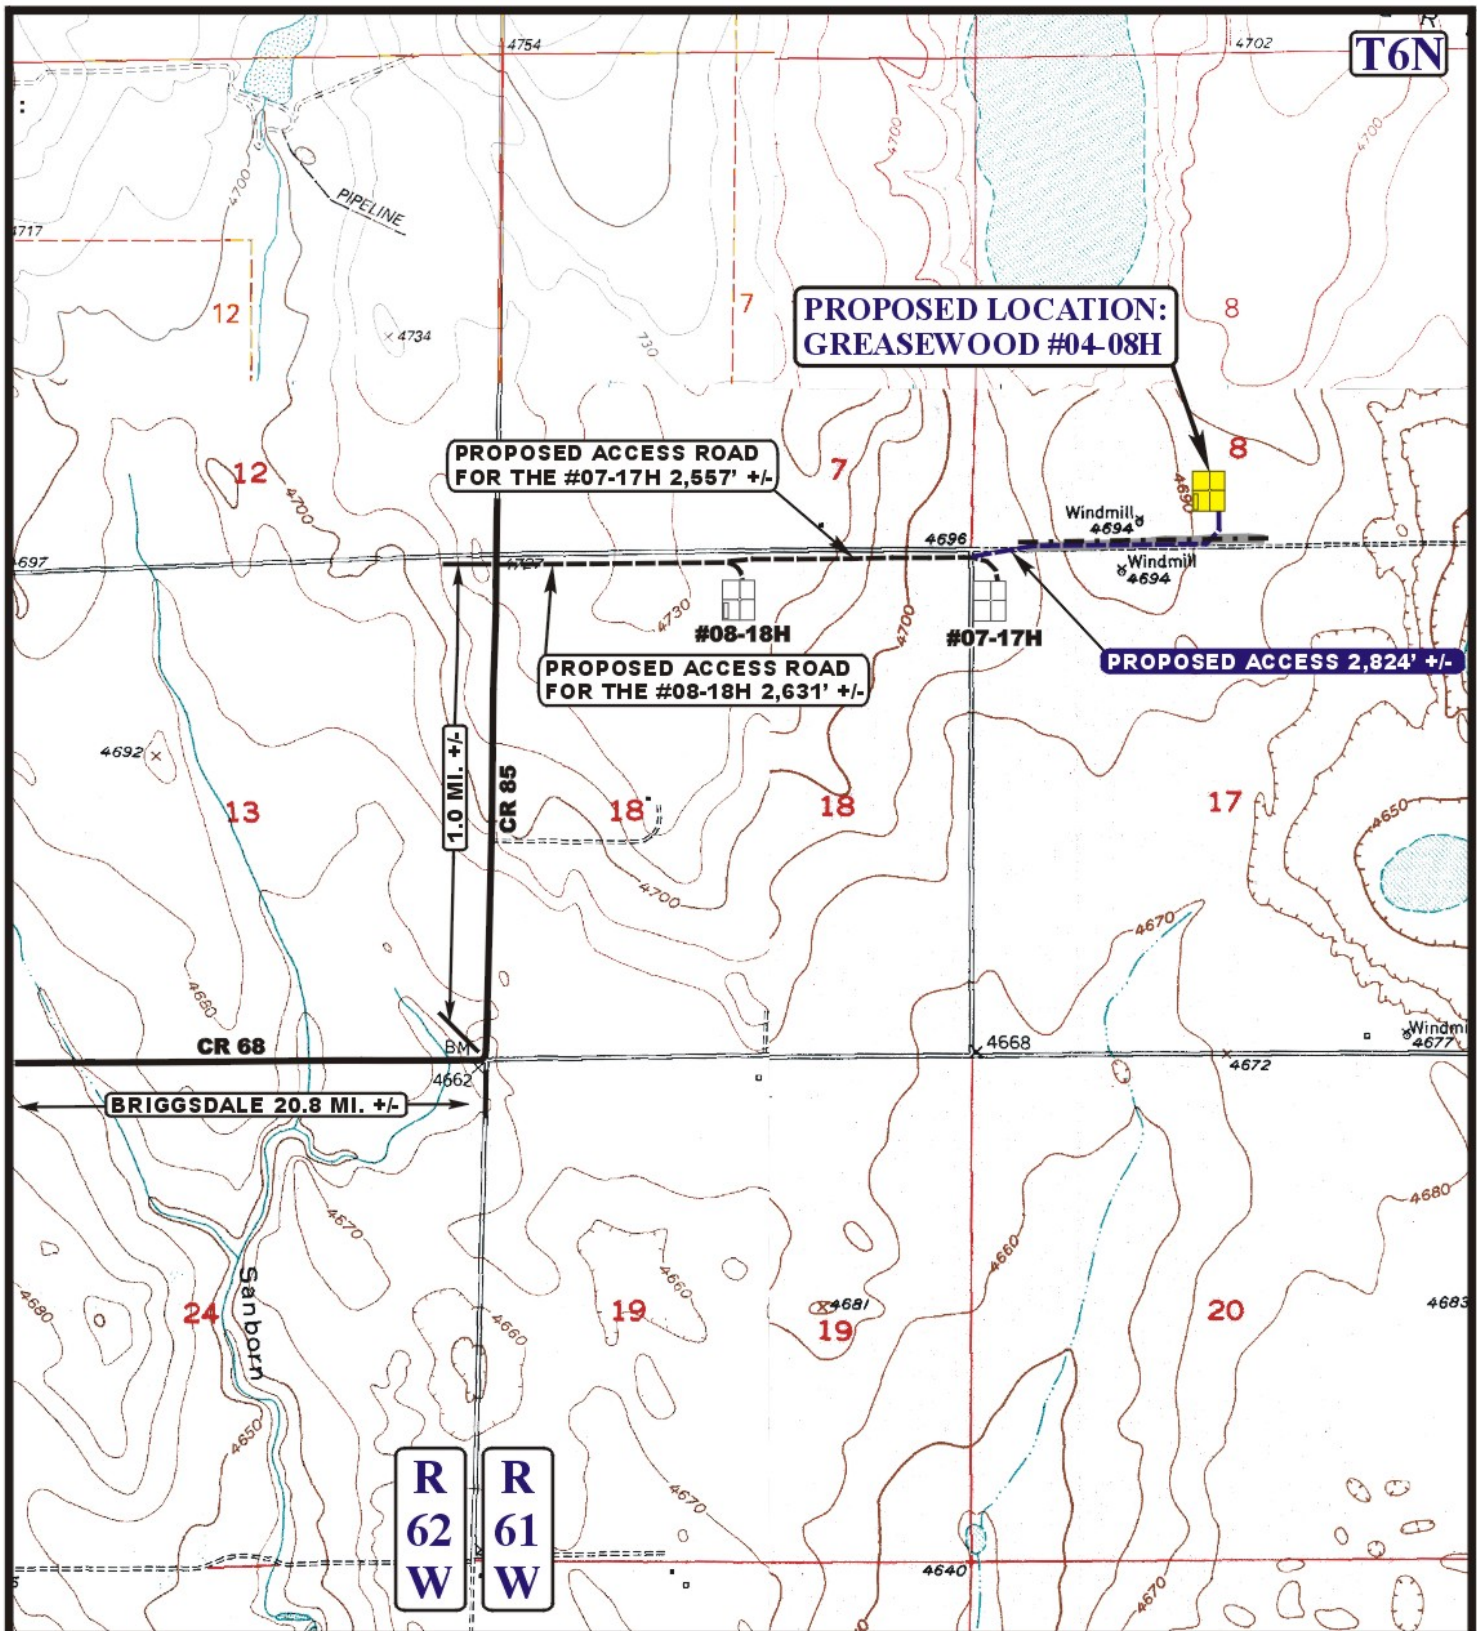 4754
4702
T6N
4700
4700
4700
PIPELINE
4717
12
7
8
4734
730
PROPOSED LOCATION:
GREASEWOOD #04-08H
PROPOSED ACCESS ROAD
FOR THE #07-17H 2,557' +/-
12
7
8
4700
4690
Windmill
4694
4696
4697
4727
Windmill
4694
4730
#08-18H
4700
#07-17H
PROPOSED ACCESS ROAD
FOR THE #08-18H 2,631' +/-
PROPOSED ACCESS 2,824' +/-
4692
1.0 MI. +/-
CR 85
13
18
18
17
4650
4700
4670
4680
CR 68
BM
4662
4668
4672
Windmi
4677
BRIGGSDALE 20.8 MI. +/-
4670
4680
4660
4660
4680
24
Sanborn
4660
19
4681
19
20
4683
4650
R
62
W
R
61
W
4670
4640
4670